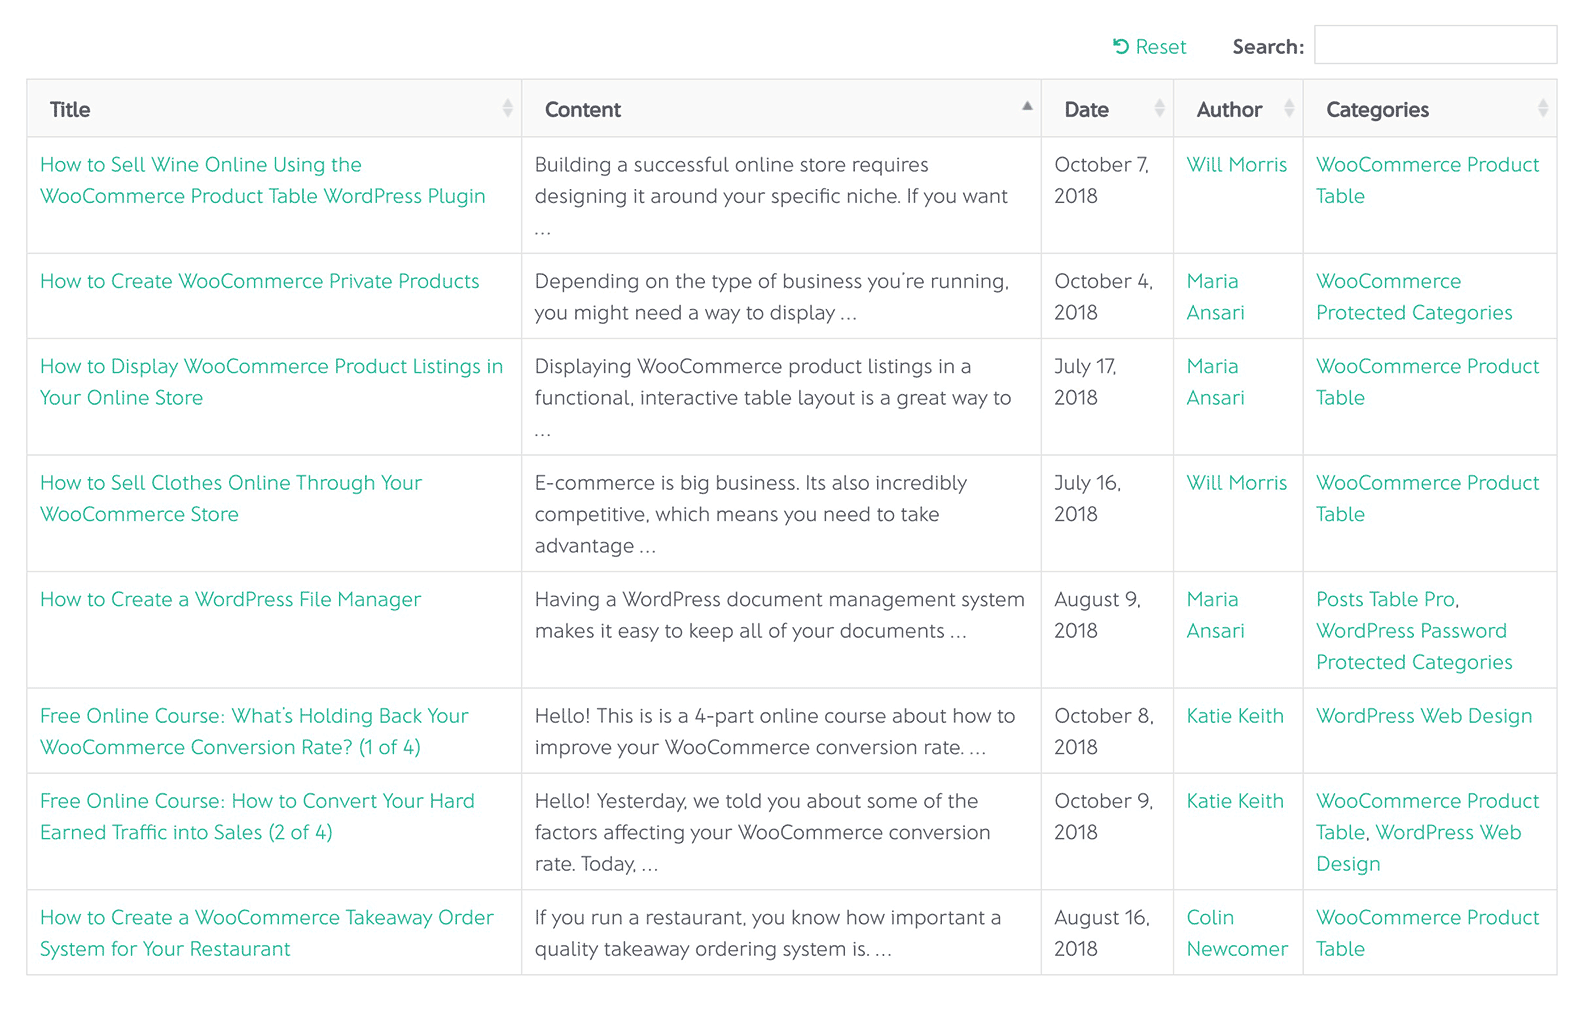 Reset Search:
Title Content Date Author Categories
How to Sell Wine Online Using the
WooCommerce Product Table WordPress Plugin
Building a successful online store requires
designing it around your specific niche. If you want
...
October 7,
2018
Will Morris
WooCommerce Product
Table
How to Create WooCommerce Private Products
Depending on the type of business you're running,
you might need a way to display ...
October 4,
2018
Maria
Ansari
WooCommerce
Protected Categories
How to Display WooCommerce Product Listings in
Your Online Store
Displaying WooCommerce product listings in a
functional, interactive table layout is a great way to
...
July 17,
2018
Maria
Ansari
WooCommerce Product
Table
How to Sell Clothes Online Through Your
WooCommerce Store
E-commerce is big business. Its also incredibly
competitive, which means you need to take
advantage ...
July 16,
2018
Will Morris
WooCommerce Product
Table
How to Create a WordPress File Manager
Having a WordPress document management system
makes it easy to keep all of your documents ...
August 9,
2018
Maria
Ansari
Posts Table Pro,
WordPress Password
Protected Categories
Free Online Course: What's Holding Back Your
WooCommerce Conversion Rate? (1 of 4)
Hello! This is is a 4-part online course about how to
improve your WooCommerce conversion rate. ...
October 8,
2018
Katie Keith
WordPress Web Design
Free Online Course: How to Convert Your Hard
Earned Traffic into Sales (2 of 4)
Hello! Yesterday, we told you about some of the
factors affecting your WooCommerce conversion
rate. Today, ...
October 9,
2018
Katie Keith
WooCommerce Product
Table, WordPress Web
Design
How to Create a WooCommerce Takeaway Order
System for Your Restaurant
If you run a restaurant, you know how important a
quality takeaway ordering system is. ...
August 16,
2018
Colin
Newcomer
WooCommerce Product
Table